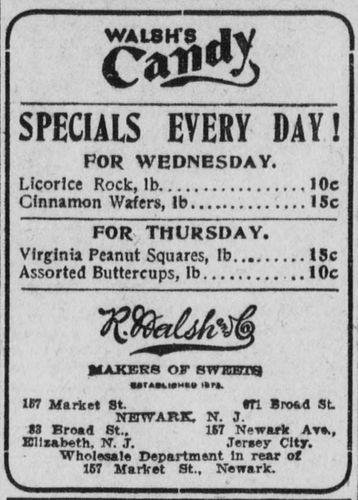 WALSH'S
Candy
SPECIALS EVERY DAY!
FOR WEDNESDAY.
Licorice Rock, lb................10c
Cinnamon Wafers, lb..............15c
FOR THURSDAY.
Virginia Peanut Squares, lb.........15c
Assorted Buttercups, lb............10c
R. Walsh & Co
MAKERS OF SWEETS
ESTABLISHED 1873.
157 Market St. 671 Broad St.
NEWARK, N. J.
83 Broad St., 157 Newark Ave.,
Elizabeth, N. J. Jersey City.
Wholesale Department in rear of
157 Market St., Newark.